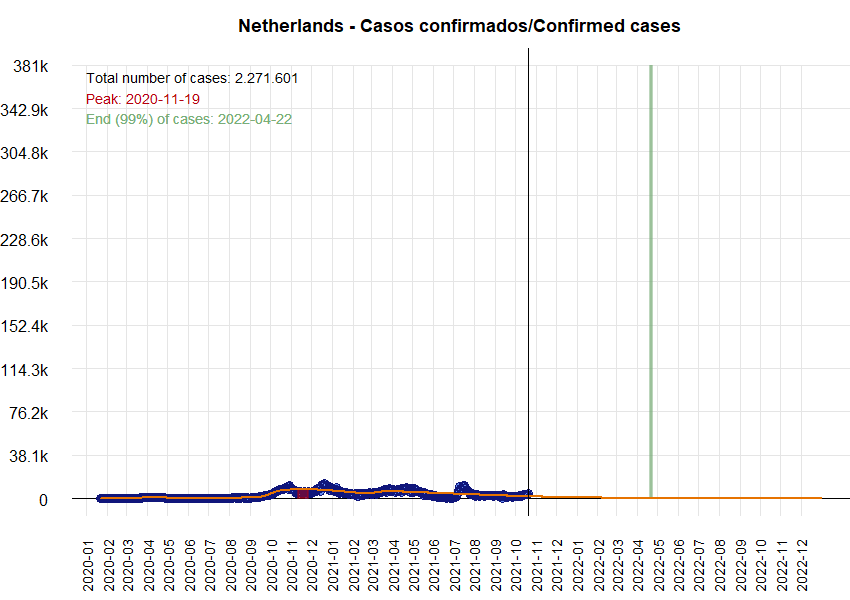 Netherlands - Casos confirmados/Confirmed cases
381k
342.9k
304.8k
266.7k
228.6k
190.5k
152.4k
114.3k
76.2k
38.1k
0
Total number of cases: 2.271.601
Peak: 2020-11-19
End (99%) of cases: 2022-04-22
2020-01
2020-02
2020-03
2020-04
2020-05
2020-06
2020-07
2020-08
2020-09
2020-10
2020-11
2020-12
2021-01
2021-02
2021-03
2021-04
2021-05
2021-06
2021-07
2021-08
2021-09
2021-10
2021-11
2021-12
2022-01
2022-02
2022-03
2022-04
2022-05
2022-06
2022-07
2022-08
2022-09
2022-10
2022-11
2022-12